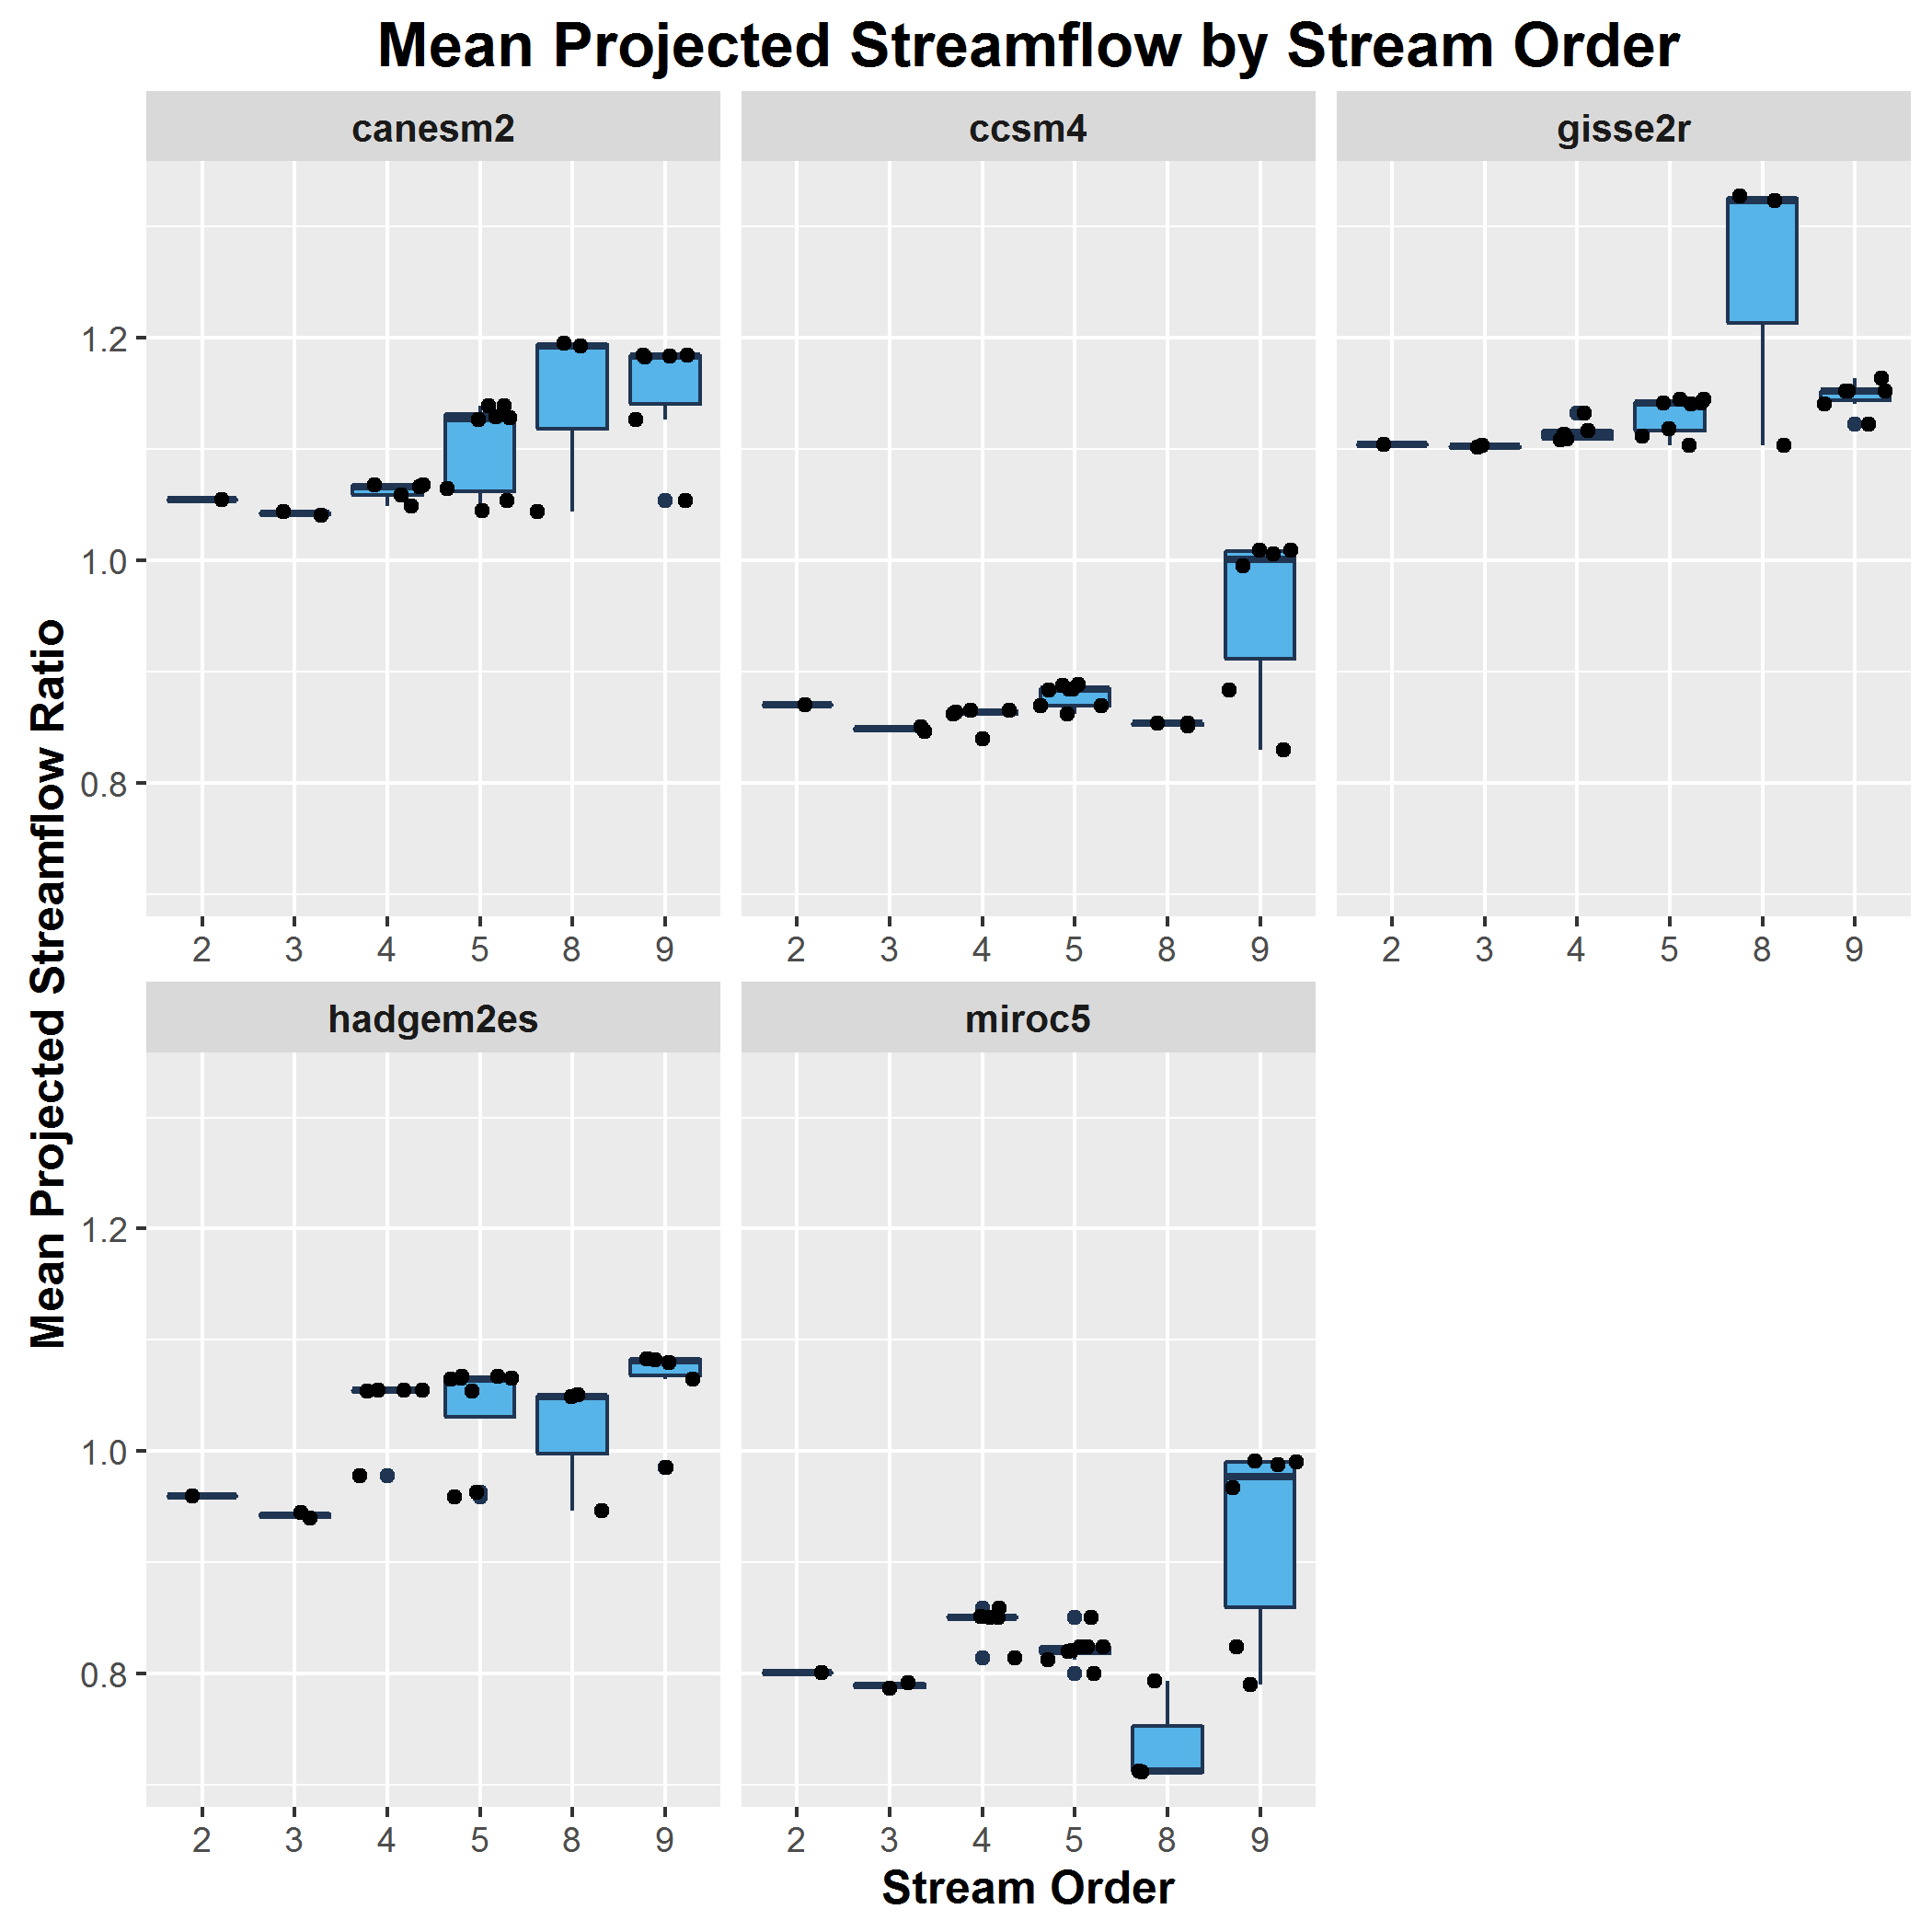 Mean Projected Streamflow by Stream Order
canesm2
ccsm4
gisse2r
1.2
1.0
0.8
2 3 4 5 8 9
2 3 4 5 8 9
2 3 4 5 8 9
Mean Projected Streamflow Ratio
hadgem2es
miroc5
1.2
1.0
0.8
2 3 4 5 8 9
2 3 4 5 8 9
Stream Order